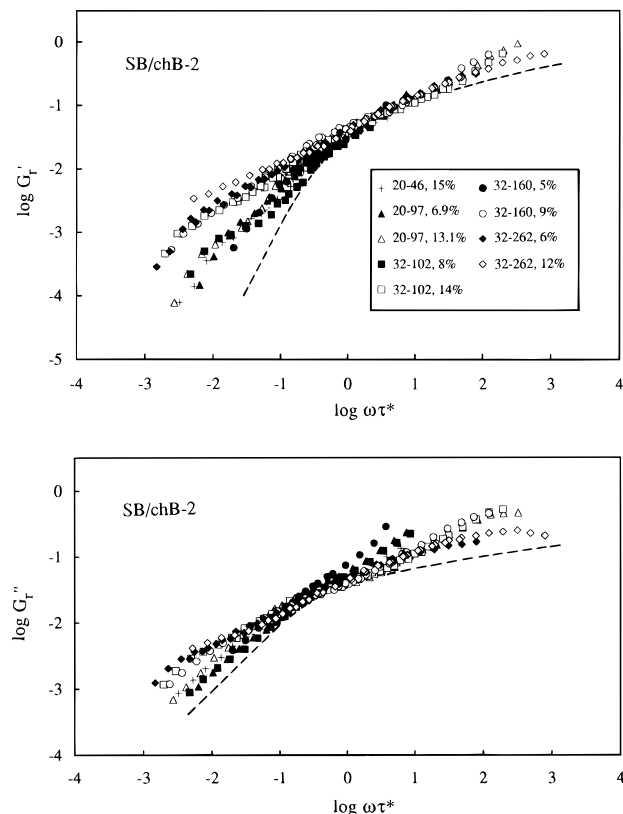 0
SB/chB-2
-1
log Gr'
-2
20-46, 15% 32-160, 5%
20-97, 6.9% 32-160, 9%
-3
20-97, 13.1% 32-262, 6%
32-102, 8% 32-262, 12%
-4
32-102, 14%
-5
-4 -3 -2 -1 0 1 2 3 4
log ωτ*
0
SB/chB-2
-1
log Gr"
-2
-3
-4
-4 -3 -2 -1 0 1 2 3 4
log ωτ*